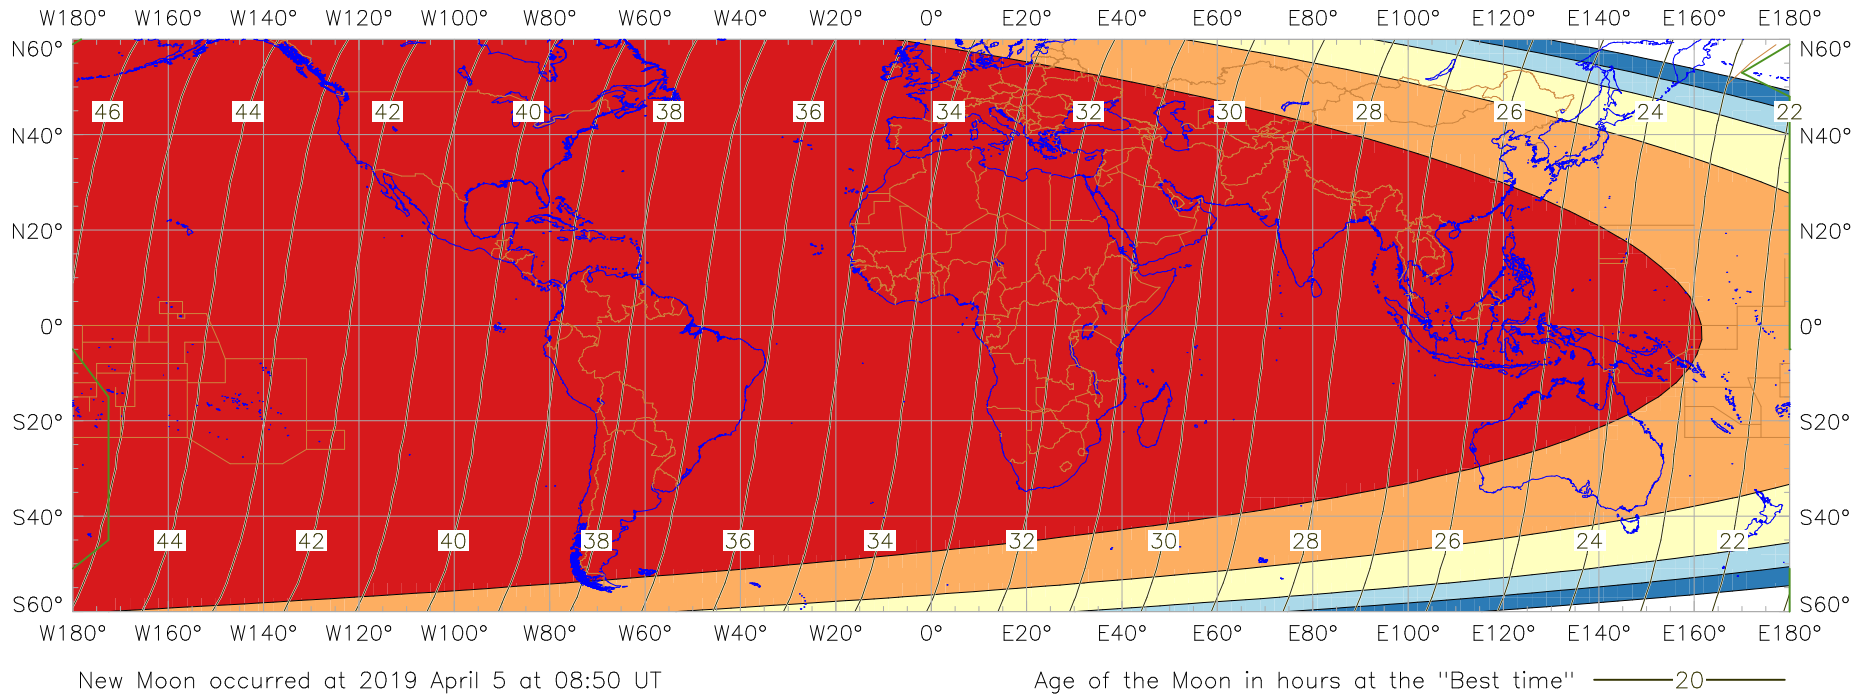 W180° W160° W140° W120° W100° W80° W60° W40° W20° 0° E20° E40° E60° E80° E100° E120° E140° E160° E180°
N60° N60°
46 44 42 40 38 36 34 32 30 28 26 24 22
N40° N40°
N20° N20°
0° 0°
S20° S20°
S40° S40°
44 42 40 38 36 34 32 30 28 26 24 22
S60° S60°
W180° W160° W140° W120° W100° W80° W60° W40° W20° 0° E20° E40° E60° E80° E100° E120° E140° E160° E180°
New Moon occurred at 2019 April 5 at 08:50 UT Age of the Moon in hours at the "Best time" 20